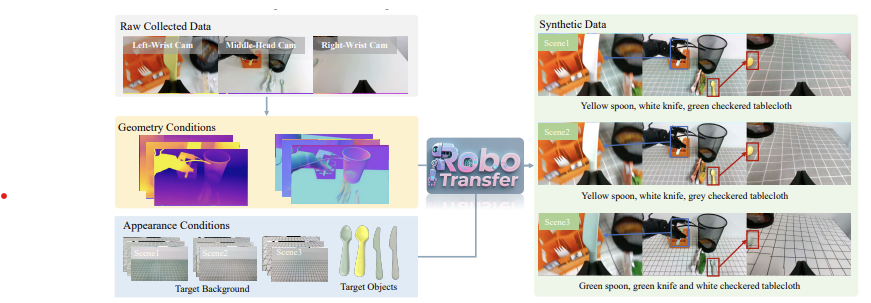 Raw Collected Data
Left-Wrist Cam
Middle-Head Cam
Right-Wrist Cam
Geometry Conditions
Appearance Conditions
Scene1
Scene2
Scene3
Target Background
Target Objects
Robo
Transfer
Synthetic Data
Scene1
Yellow spoon, white knife, green checkered tablecloth
Scene2
Yellow spoon, white knife, grey checkered tablecloth
Scene3
Green spoon, green knife and white checkered tablecloth